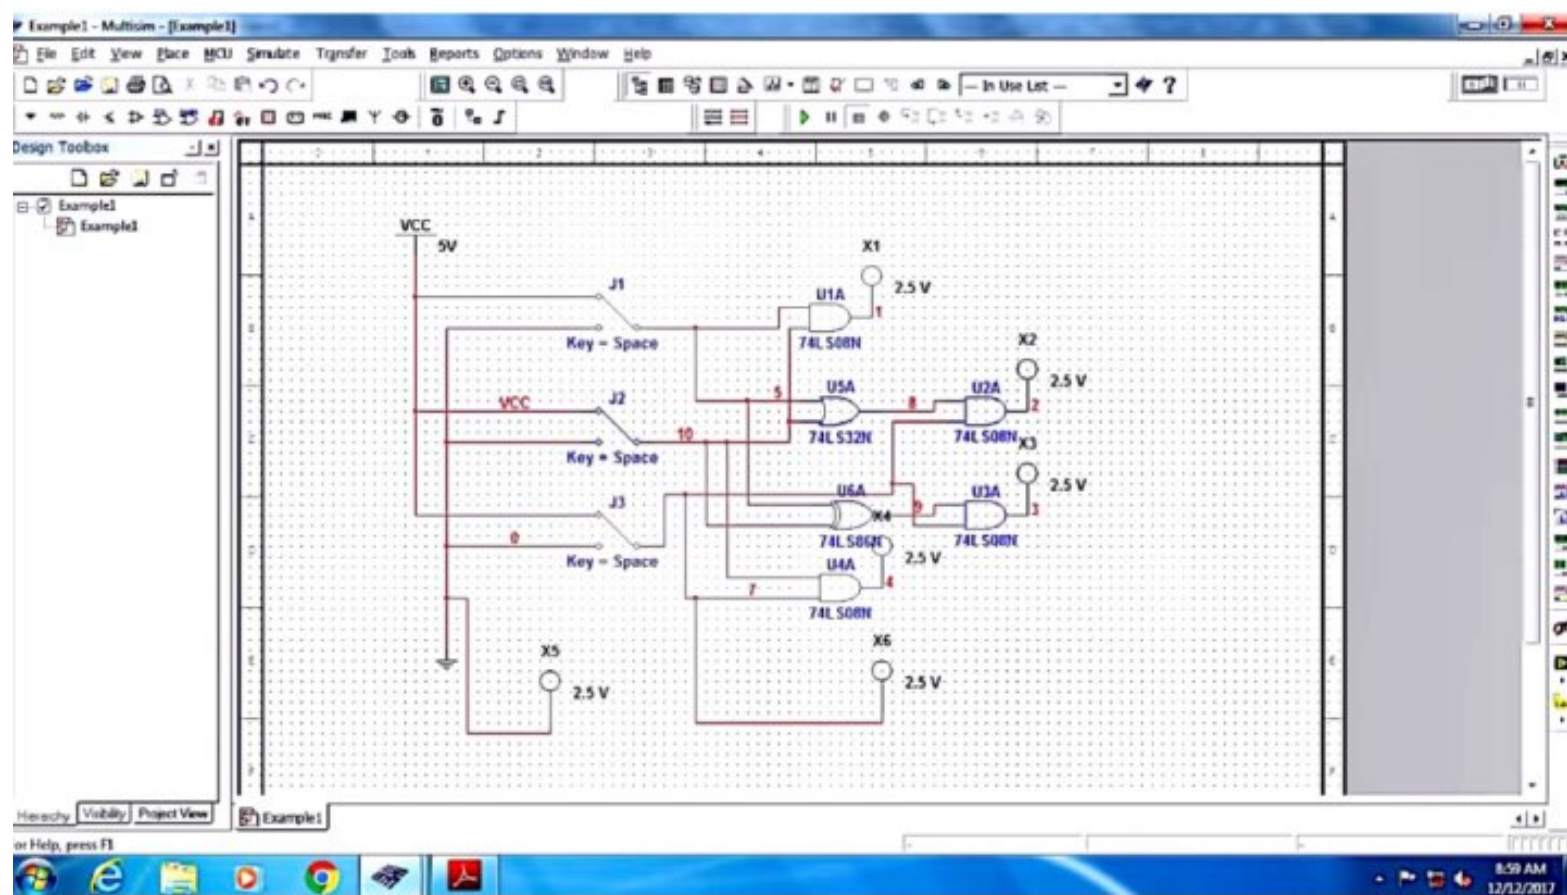 Example1 - Multisim - [Example1]
File Edit View Place MCU Simulate Transfer Tools Reports Options Window Help
--- In Use List ---
Design Toolbox
Example1
Example1
VCC
5V
X1
J1
U1A
2.5 V
1
Key = Space
74LS08N
X2
J2
VCC
5
U5A
8
U2A
2.5 V
2
10
74LS32N
74LS08N
X3
Key = Space
J3
U6A
9
U3A
2.5 V
3
X4
0
74LS86N
74LS08N
Key = Space
U4A
2.5 V
4
7
74LS08N
X5
2.5 V
X6
2.5 V
Hierarchy Visibility Project View
Example1
or Help, press F1
8:59 AM
12/12/2017